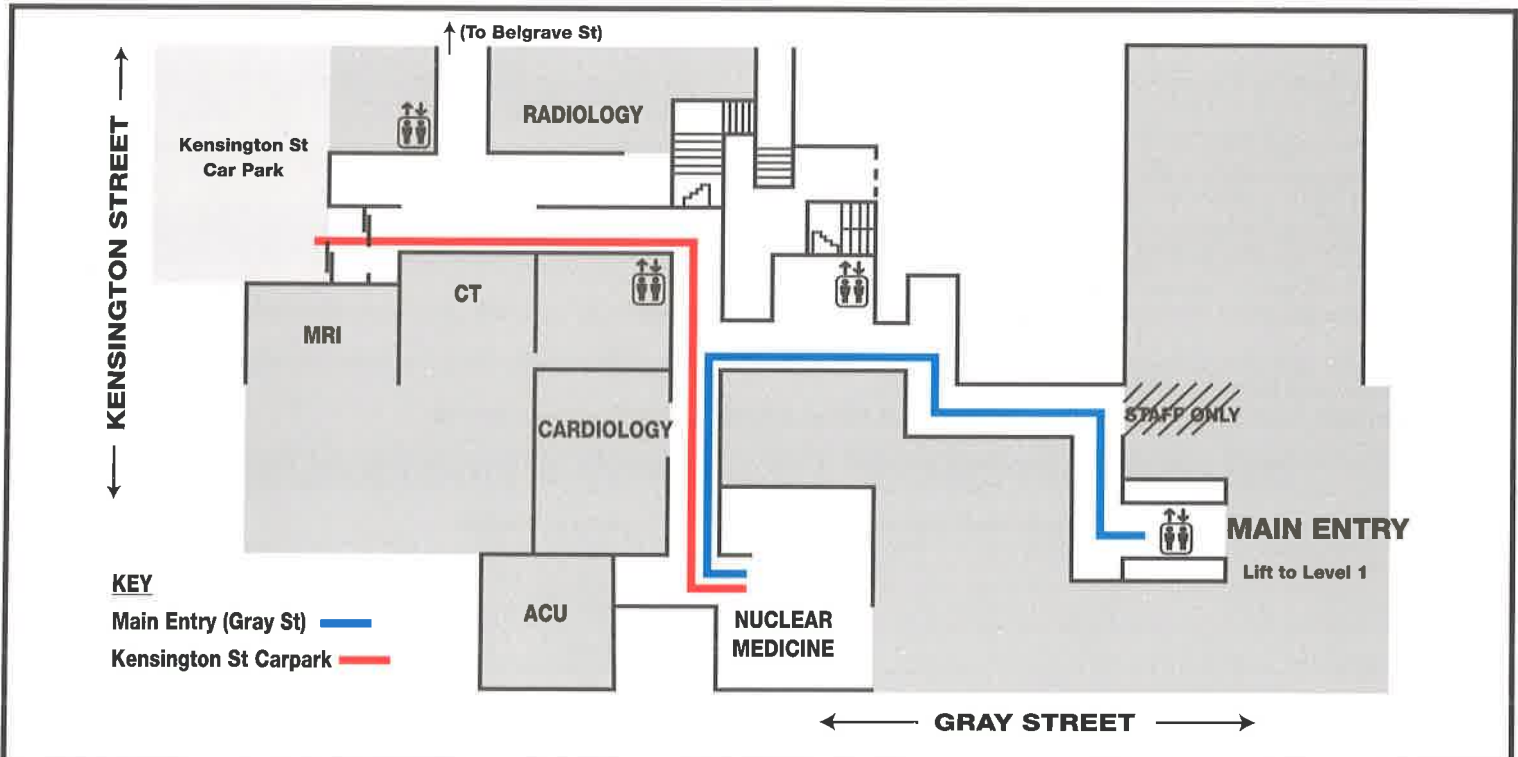 (To Belgrave St)
KENSINGTON STREET
Kensington St
Car Park
RADIOLOGY
CT
MRI
CARDIOLOGY
STAFF ONLY
MAIN ENTRY
Lift to Level 1
KEY
Main Entry (Gray St)
Kensington St Carpark
ACU
NUCLEAR
MEDICINE
GRAY STREET